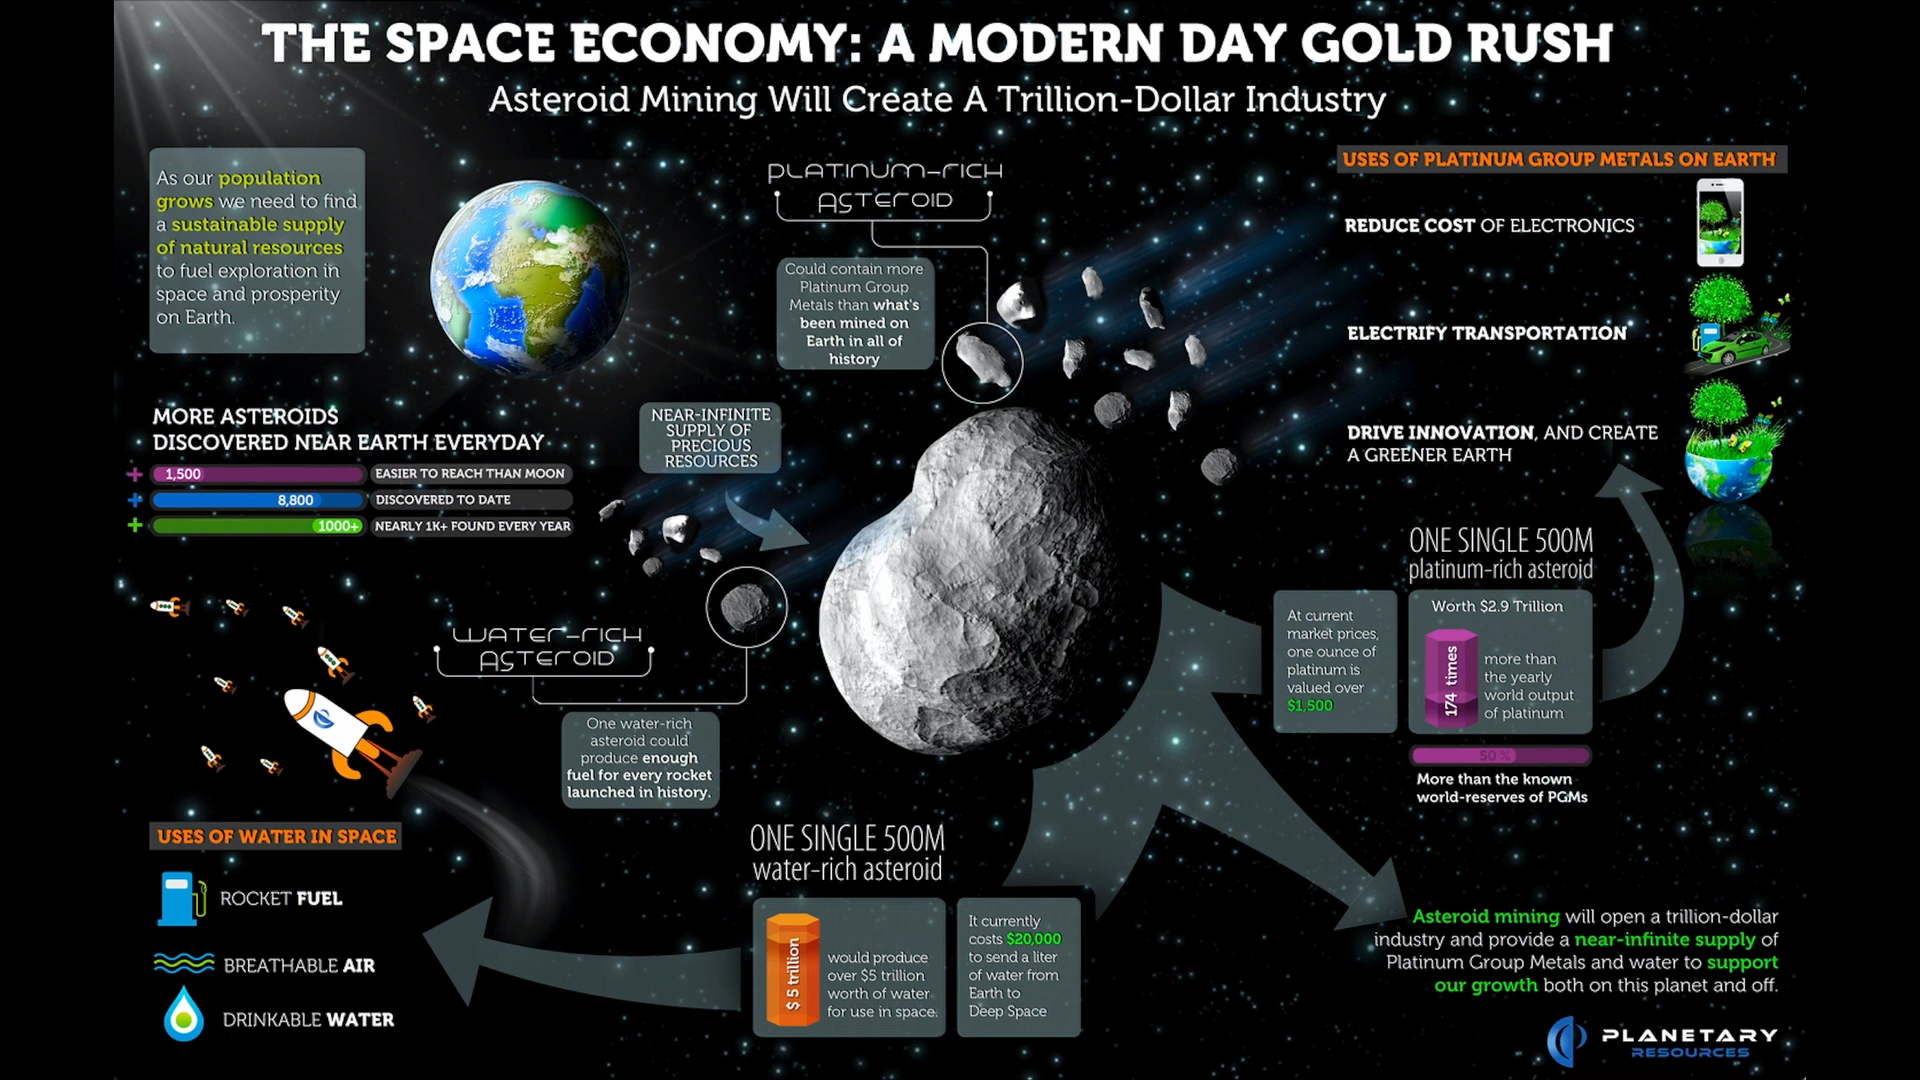 THE SPACE ECONOMY: A MODERN DAY GOLD RUSH
Asteroid Mining Will Create A Trillion-Dollar Industry
As our population
grows we need to find
a sustainable supply
of natural resources
to fuel exploration in
space and prosperity
on Earth.
PLATINUM-RICH
ASTEROID
Could contain more
Platinum Group
Metals than what's
been mined on
Earth in all of
history
USES OF PLATINUM GROUP METALS ON EARTH
REDUCE COST OF ELECTRONICS
ELECTRIFY TRANSPORTATION
DRIVE INNOVATION, AND CREATE
A GREENER EARTH
MORE ASTEROIDS
DISCOVERED NEAR EARTH EVERYDAY
+ 1,500 EASIER TO REACH THAN MOON
+ 8,800 DISCOVERED TO DATE
+ 1000+ NEARLY 1K+ FOUND EVERY YEAR
NEAR-INFINITE
SUPPLY OF
PRECIOUS
RESOURCES
WATER-RICH
ASTEROID
One water-rich
asteroid could
produce enough
fuel for every rocket
launched in history.
ONE SINGLE 500M
platinum-rich asteroid
At current
market prices,
one ounce of
platinum is
valued over
$1,500
Worth $2.9 Trillion
174 times
more than
the yearly
world output
of platinum
50 %
More than the known
world-reserves of PGMs
USES OF WATER IN SPACE
ROCKET FUEL
BREATHABLE AIR
DRINKABLE WATER
ONE SINGLE 500M
water-rich asteroid
$ 5 trillion
would produce
over $5 trillion
worth of water
for use in space.
It currently
costs $20,000
to send a liter
of water from
Earth to
Deep Space
Asteroid mining will open a trillion-dollar
industry and provide a near-infinite supply of
Platinum Group Metals and water to support
our growth both on this planet and off.
PLANETARY
RESOURCES